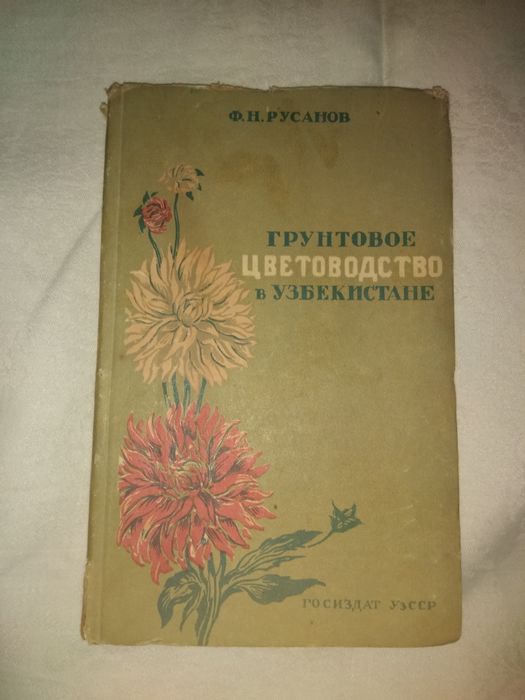 Ф. Н. РУСАНОВ
ГРУНТОВОЕ
ЦВЕТОВОДСТВО
в УЗБЕКИСТАНЕ
ГОСИЗДАТ УзССР